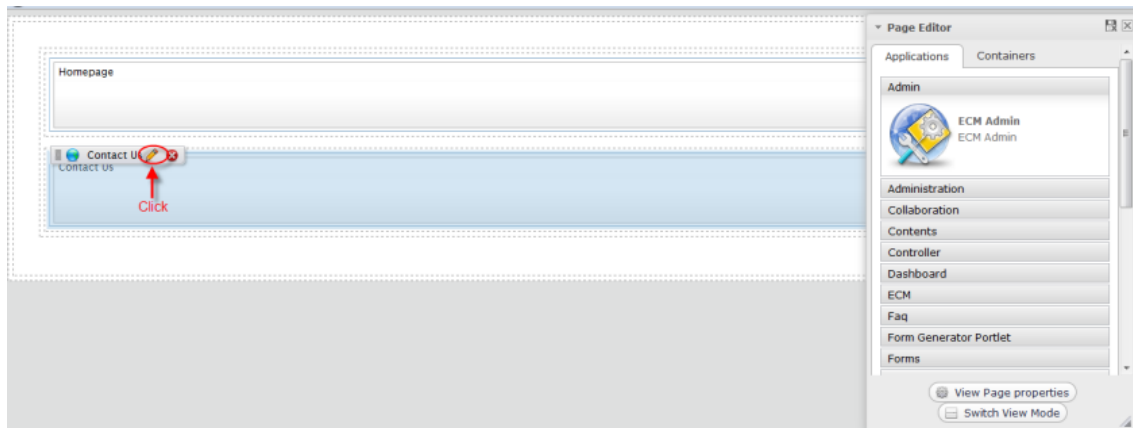 Homepage
Contact Us
Contact Us
Click
Page Editor
Applications Containers
Admin
ECM Admin
ECM Admin
Administration
Collaboration
Contents
Controller
Dashboard
ECM
Faq
Form Generator Portlet
Forms
View Page properties
Switch View Mode